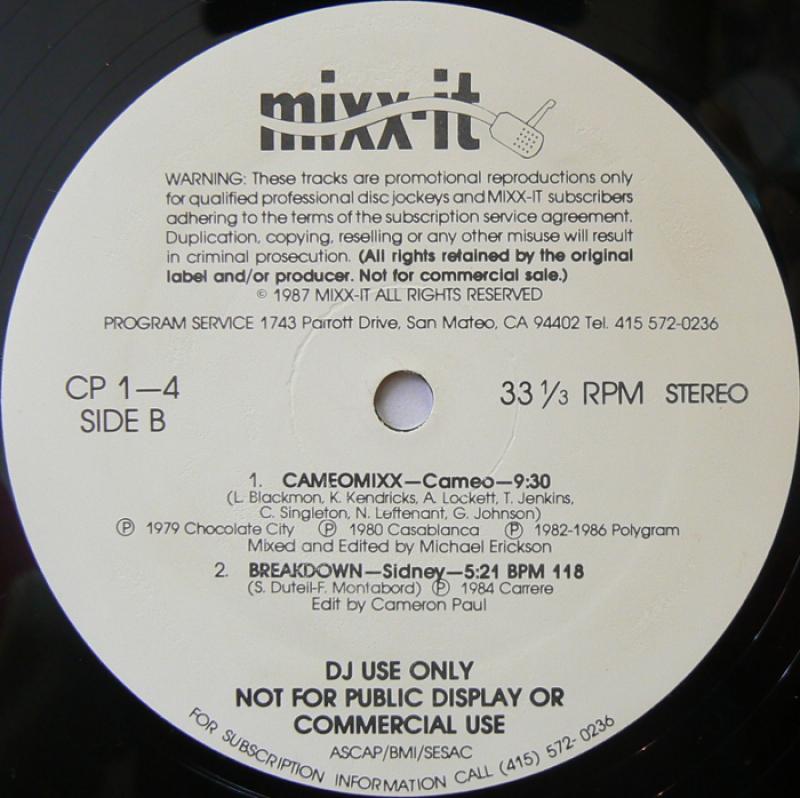 mixx-it
WARNING: These tracks are promotional reproductions only
for qualified professional disc jockeys and MIXX-IT subscribers
adhering to the terms of the subscription service agreement.
Duplication, copying, reselling or any other misuse will result
in criminal prosecution. (All rights retained by the original
label and/or producer. Not for commercial sale.)
© 1987 MIXX-IT ALL RIGHTS RESERVED
PROGRAM SERVICE 1743 Parrott Drive, San Mateo, CA 94402 Tel. 415 572-0236
CP 1—4
SIDE B
33 ⅓ RPM STEREO
1. CAMEOMIXX—Cameo—9:30
(L. Blackmon, K. Kendricks, A. Lockett, T. Jenkins,
C. Singleton, N. Leftenant, G. Johnson)
℗ 1979 Chocolate City ℗ 1980 Casablanca ℗ 1982-1986 Polygram
Mixed and Edited by Michael Erickson
2. BREAKDOWN—Sidney—5:21 BPM 118
(S. Duteil-F. Montabord) ℗ 1984 Carrere
Edit by Cameron Paul
DJ USE ONLY
NOT FOR PUBLIC DISPLAY OR
COMMERCIAL USE
ASCAP/BMI/SESAC
FOR SUBSCRIPTION INFORMATION CALL (415) 572-0236